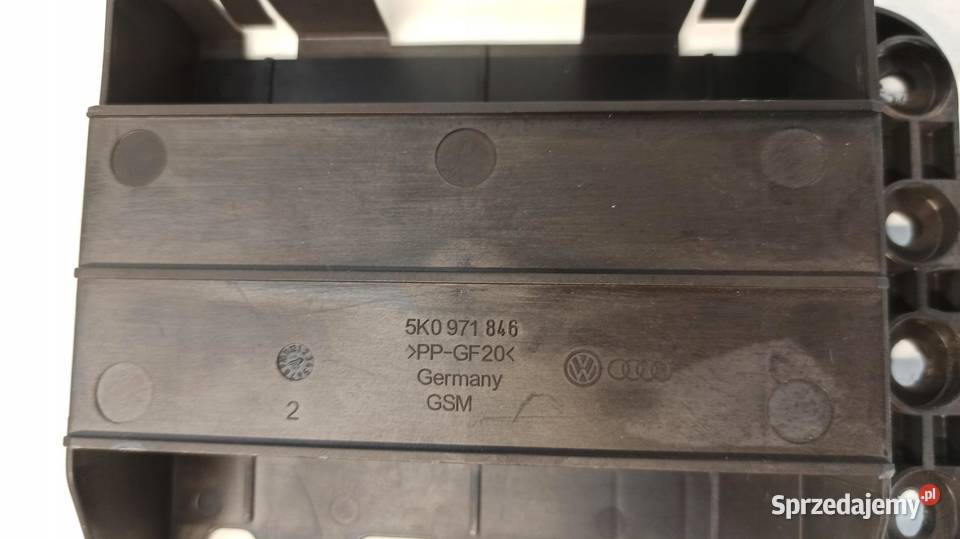 5K0 971 846
>PP-GF20<
Germany
GSM
2
Sprzedajemy.pl